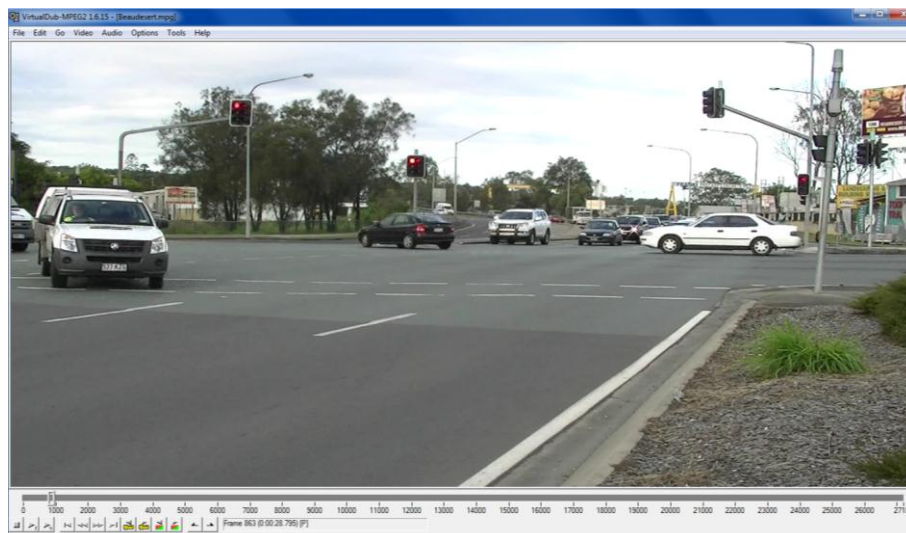 VirtualDub-MPEG2 1.6.15 - [Beaudesert.mpg]
File Edit Go Video Audio Options Tools Help
0 1000 2000 3000 4000 5000 6000 7000 8000 9000 10000 11000 12000 13000 14000 15000 16000 17000 18000 19000 20000 21000 22000 23000 24000 25000 26000 271
Frame 863 (0:00:28.795) [P]